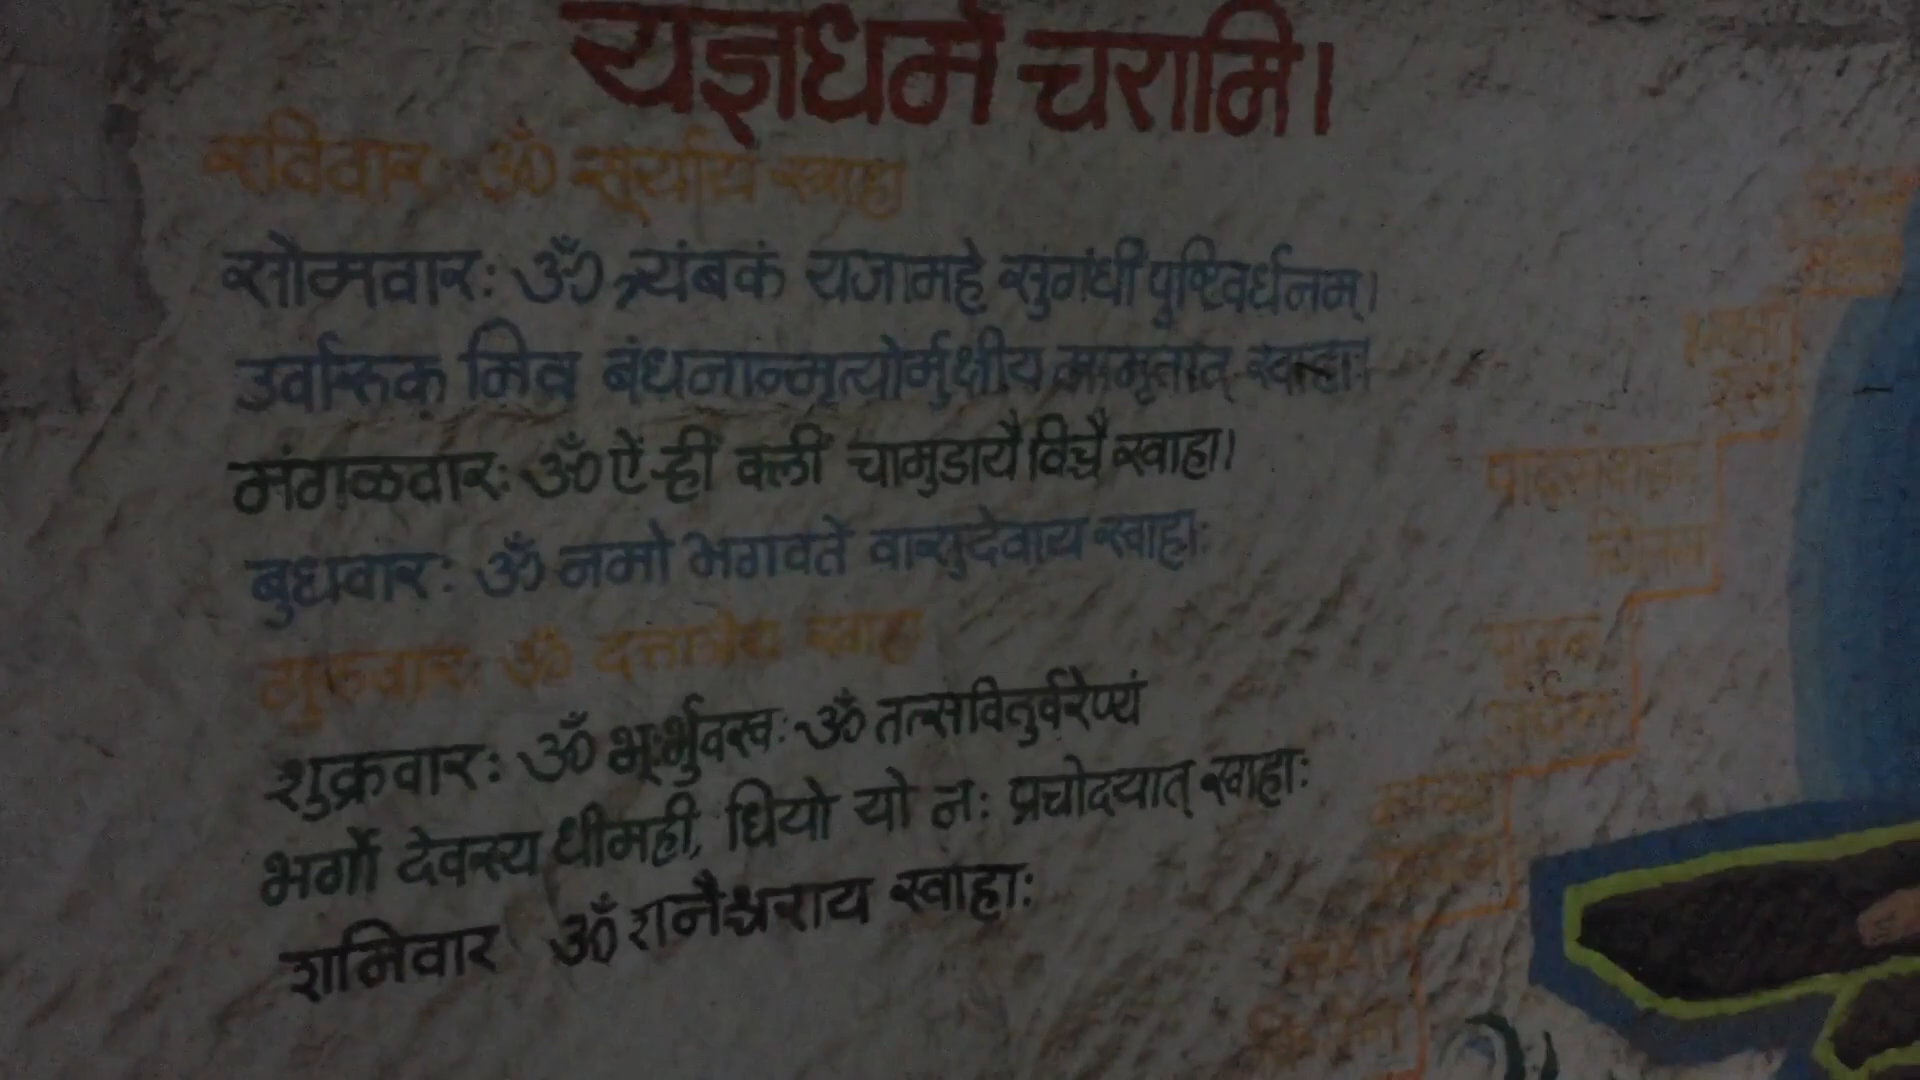 यज्ञधर्म चरामि।
रविवार: ॐ सूर्याय स्वाहा
सोमवार: ॐ त्र्यंबकं यजामहे सुगंधीं पुष्टिवर्धनम्।
उर्वारुक मिव बंधनान्मृत्योर्मुक्षीय मामृतात् स्वाहा:
मंगळवार: ॐ ऐं ऱ्हीं क्लीं चामुडायै विच्चै स्वाहा।
बुधवार: ॐ नमो भगवते वासुदेवाय स्वाहा:
गुरुवार: ॐ दत्तात्रेय स्वाहा
शुक्रवार: ॐ भूर्भुवस्व: ॐ तत्सवितुर्वरेण्यं
भर्गो देवस्य धीमही, धियो यो न: प्रचोदयात् स्वाहा:
शनिवार ॐ शनैश्चराय स्वाहा: